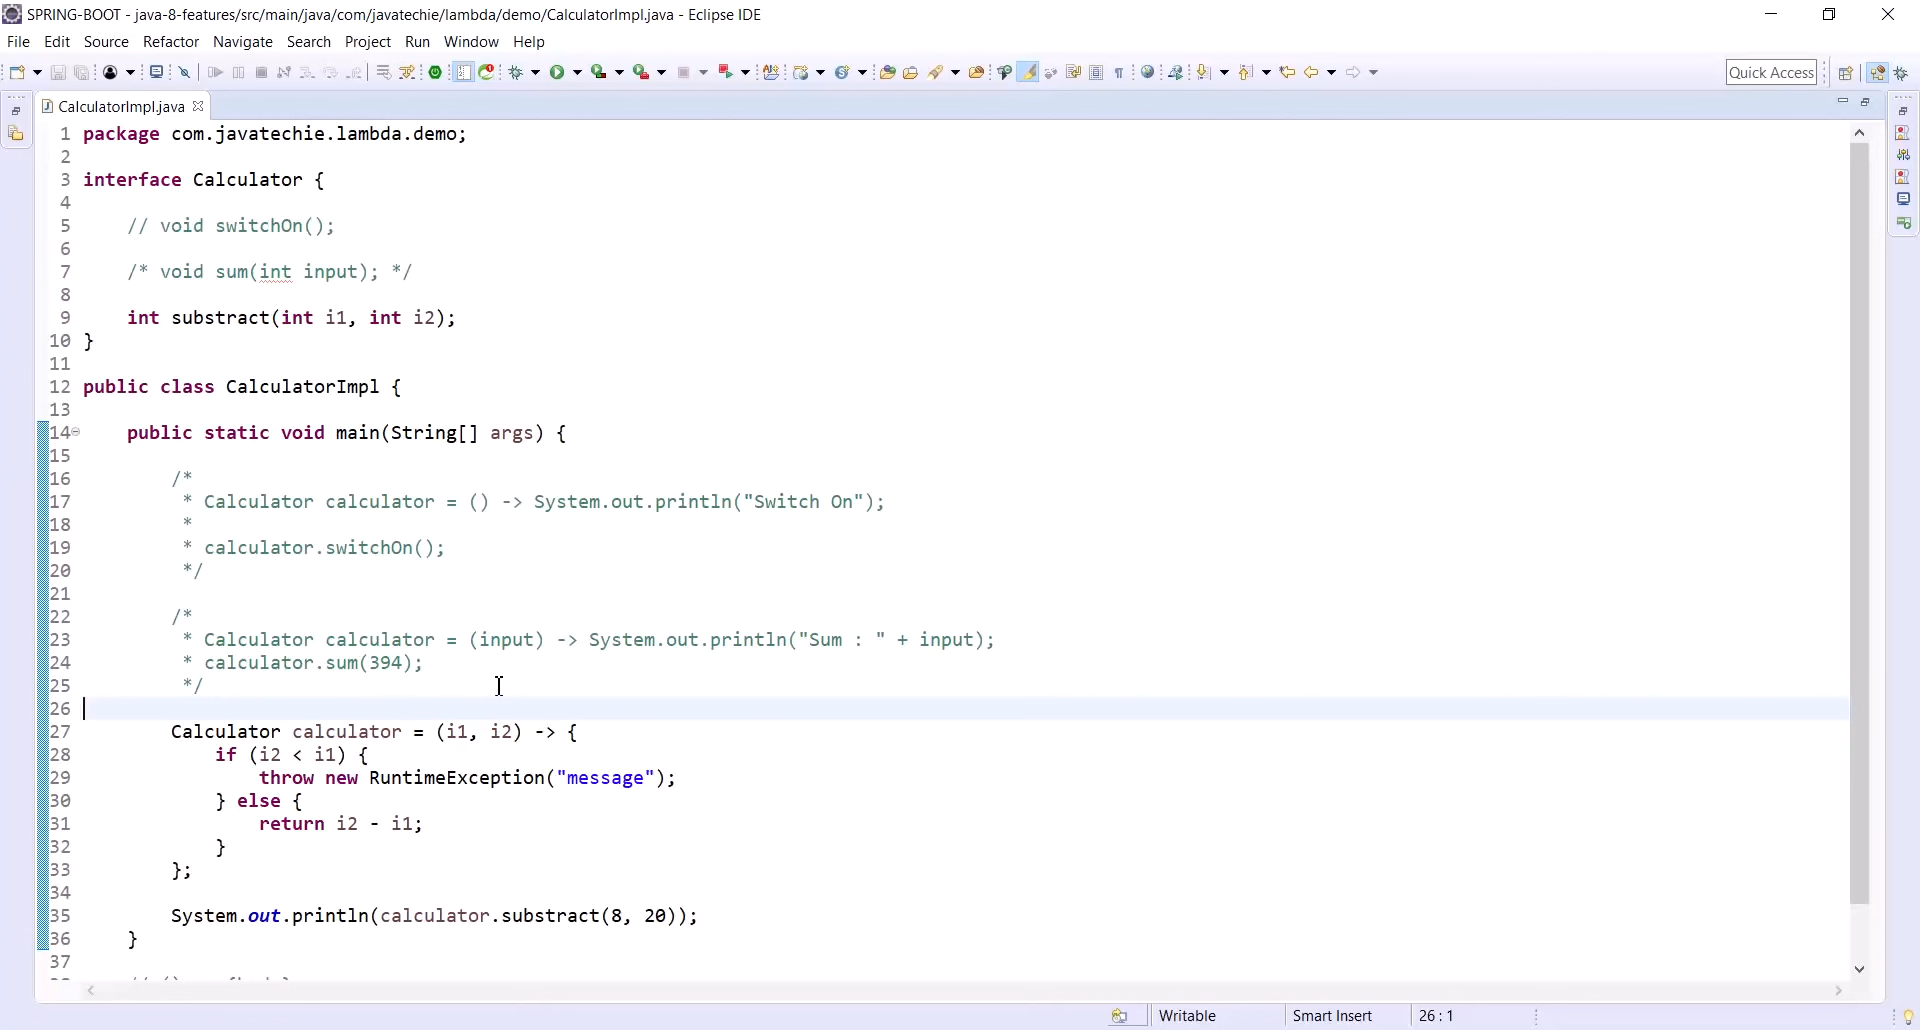 SPRING-BOOT - java-8-features/src/main/java/com/javatechie/lambda/demo/CalculatorImpl.java - Eclipse IDE
File Edit Source Refactor Navigate Search Project Run Window Help
Quick Access
CalculatorImpl.java
1 package com.javatechie.lambda.demo;
2
3 interface Calculator {
4
5 // void switchOn();
6
7 /* void sum(int input); */
8
9 int substract(int i1, int i2);
10 }
11
12 public class CalculatorImpl {
13
14 public static void main(String[] args) {
15
16 /*
17 * Calculator calculator = () -> System.out.println("Switch On");
18 *
19 * calculator.switchOn();
20 */
21
22 /*
23 * Calculator calculator = (input) -> System.out.println("Sum : " + input);
24 * calculator.sum(394);
25 */
26
27 Calculator calculator = (i1, i2) -> {
28 if (i2 < i1) {
29 throw new RuntimeException("message");
30 } else {
31 return i2 - i1;
32 }
33 };
34
35 System.out.println(calculator.substract(8, 20));
36 }
37
Writable Smart Insert 26 : 1